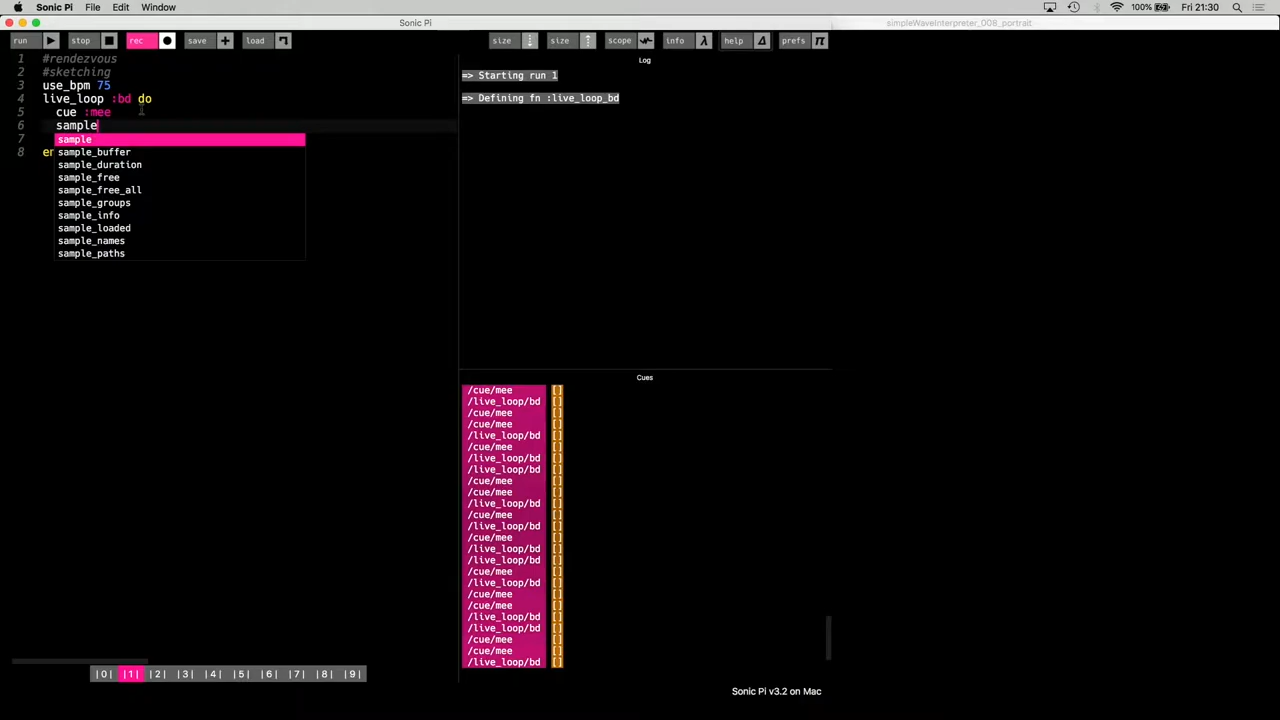 Sonic Pi File Edit Window 100% Fri 21:30
Sonic Pi simpleWaveInterpreter_008_portrait
run stop rec save load size size scope info help prefs
1 #rendezvous
2 #sketching
3 use_bpm 75
4 live_loop :bd do
5 cue :mee
6 sample
7
8 en
sample
sample_buffer
sample_duration
sample_free
sample_free_all
sample_groups
sample_info
sample_loaded
sample_names
sample_paths
Log
=> Starting run 1
=> Defining fn :live_loop_bd
Cues
/cue/mee []
/live_loop/bd []
/cue/mee []
/cue/mee []
/live_loop/bd []
/cue/mee []
/live_loop/bd []
/live_loop/bd []
/cue/mee []
/cue/mee []
/live_loop/bd []
/cue/mee []
/live_loop/bd []
/cue/mee []
/live_loop/bd []
/live_loop/bd []
/cue/mee []
/live_loop/bd []
/cue/mee []
/cue/mee []
/live_loop/bd []
/live_loop/bd []
/cue/mee []
/cue/mee []
/live_loop/bd []
|0| |1| |2| |3| |4| |5| |6| |7| |8| |9|
Sonic Pi v3.2 on Mac